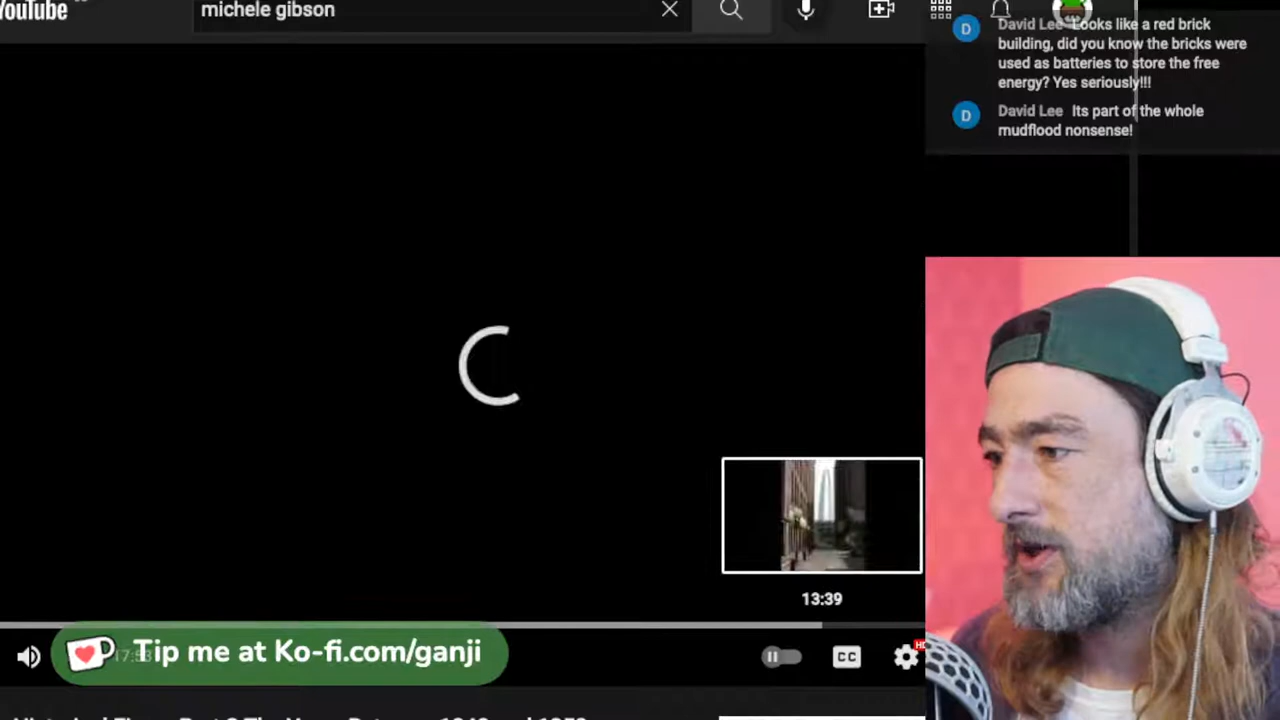 YouTube
michele gibson
David Lee Looks like a red brick
building, did you know the bricks were
used as batteries to store the free
energy? Yes seriously!!!
David Lee Its part of the whole
mudflood nonsense!
13:39
Tip me at Ko-fi.com/ganji
CC
HD